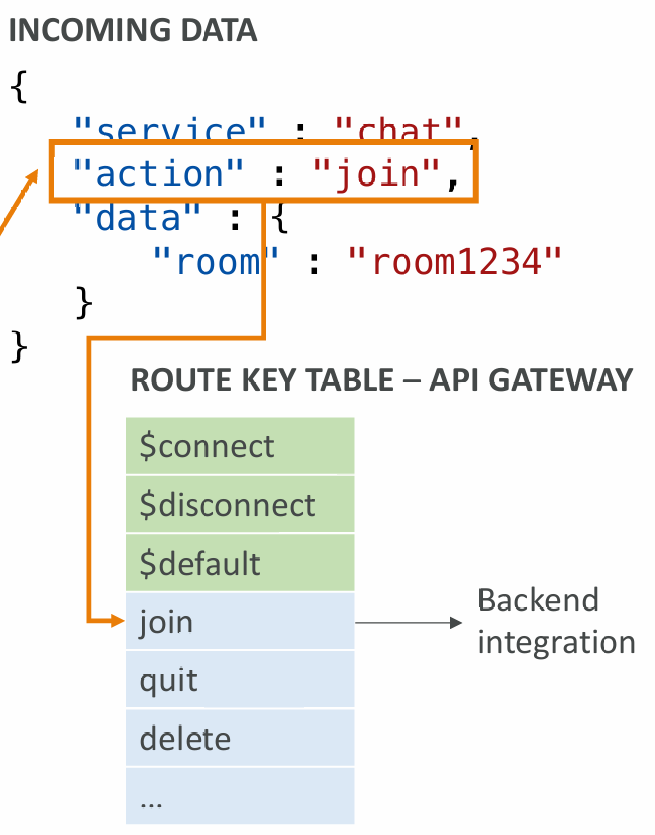 INCOMING DATA
{
"service" : "chat",
"action" : "join",
"data" : {
"room" : "room1234"
}
}
ROUTE KEY TABLE – API GATEWAY
$connect
$disconnect
$default
join
quit
delete
...
Backend
integration